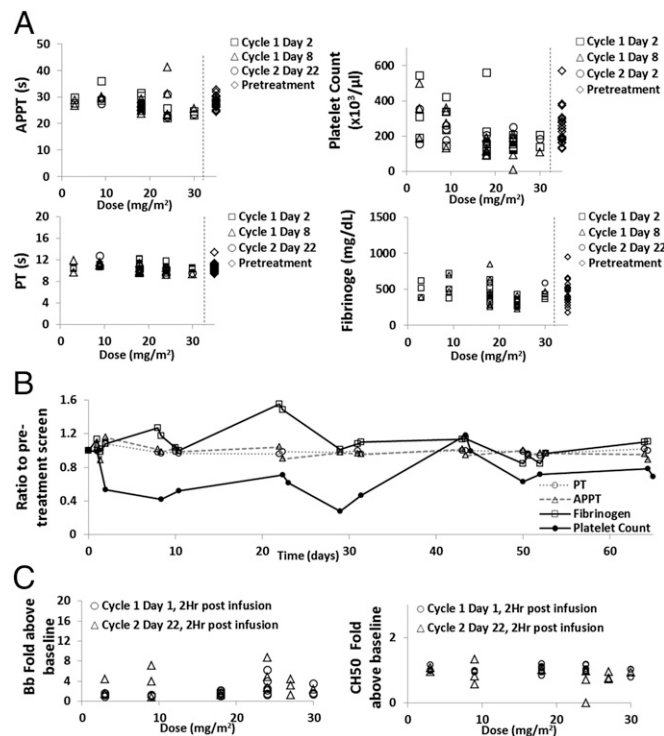 A
APPT (s)
50
40
30
20
10
0
0 10 20 30
Dose (mg/m²)
□ Cycle 1 Day 2
△ Cycle 1 Day 8
○ Cycle 2 Day 22
◇ Pretreatment
Platelet Count
(x10³/µl)
600
400
200
0
0 10 20 30
Dose (mg/m²)
□ Cycle 1 Day 2
△ Cycle 1 Day 8
○ Cycle 2 Day 2
◇ Pretreatment
PT (s)
20
16
12
8
4
0
0 10 20 30
Dose (mg/m²)
□ Cycle 1 Day 2
△ Cycle 1 Day 8
○ Cycle 2 Day 22
◇ Pretreatment
Fibrinoge (mg/dL)
1500
1000
500
0
0 10 20 30
Dose (mg/m²)
□ Cycle 1 Day 2
△ Cycle 1 Day 8
○ Cycle 2 Day 22
◇ Pretreatment
B
Ratio to pre-
treatment screen
1.6
1.2
0.8
0.4
0
0 10 20 30 40 50 60
Time (days)
PT
APPT
Fibrinogen
Platelet Count
C
Bb Fold above
baseline
20
16
12
8
4
0
0 10 20 30
Dose (mg/m²)
○ Cycle 1 Day 1, 2Hr post infusion
△ Cycle 2 Day 22, 2Hr post infusion
CH50 Fold
above baseline
2
1
0
0 10 20 30
Dose (mg/m²)
○ Cycle 1 Day 1, 2Hr post infusion
△ Cycle 2 Day 22, 2Hr post infusion